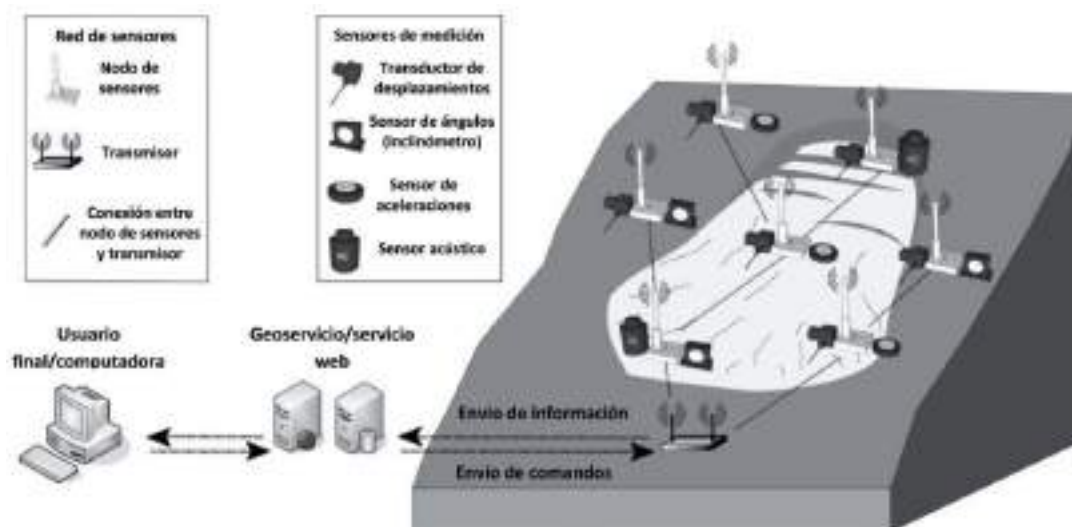 Red de sensores
Nodo de
sensores
Transmisor
Conexión entre
nodo de sensores
y transmisor
Sensores de medición
Transductor de
desplazamientos
Sensor de ángulos
(inclinómetro)
Sensor de
aceleraciones
Sensor acústico
Usuario
final/computadora
Geoservicio/servicio
web
Envío de información
Envío de comandos